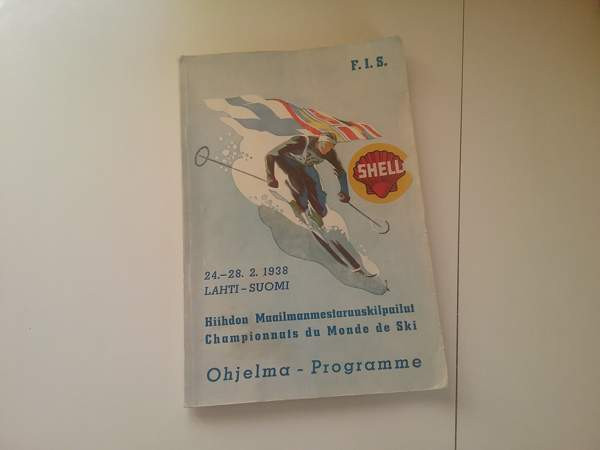 F. I. S.
SHELL
24.–28. 2. 1938
LAHTI–SUOMI
Hiihdon Maailmanmestaruuskilpailut
Championnats du Monde de Ski
Ohjelma - Programme